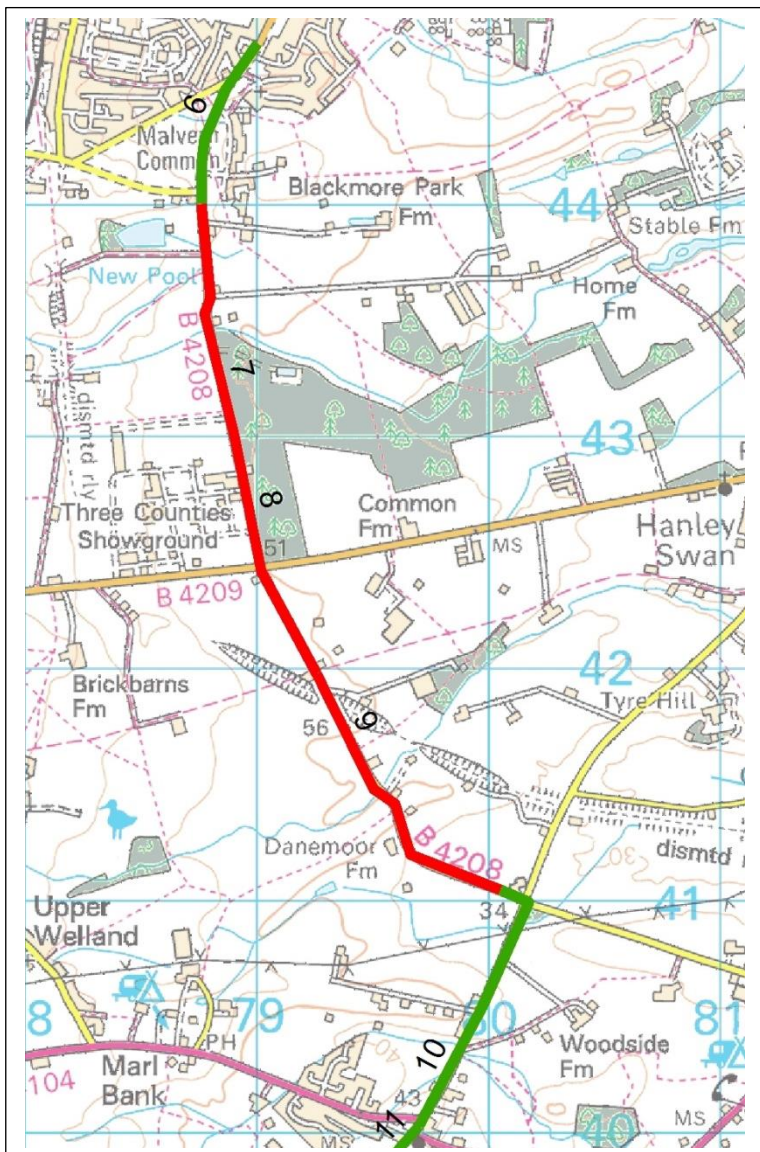 6
Malvern
Common
Blackmore Park
Fm
44
Stable Fm
New Pool
Home
Fm
B 4208
7
dismtd rly
43
8
Three Counties
Showground
Common
Fm
51
MS
Hanley
Swan
B 4209
42
Brickbarns
Fm
Tyre Hill
9
56
B 4208
Danemoor
Fm
30
dismtd r
34
41
Upper
Welland
8
79
80
81
PH
10
40
Woodside
Fm
Marl
Bank
104
43
11
40
MS
MS